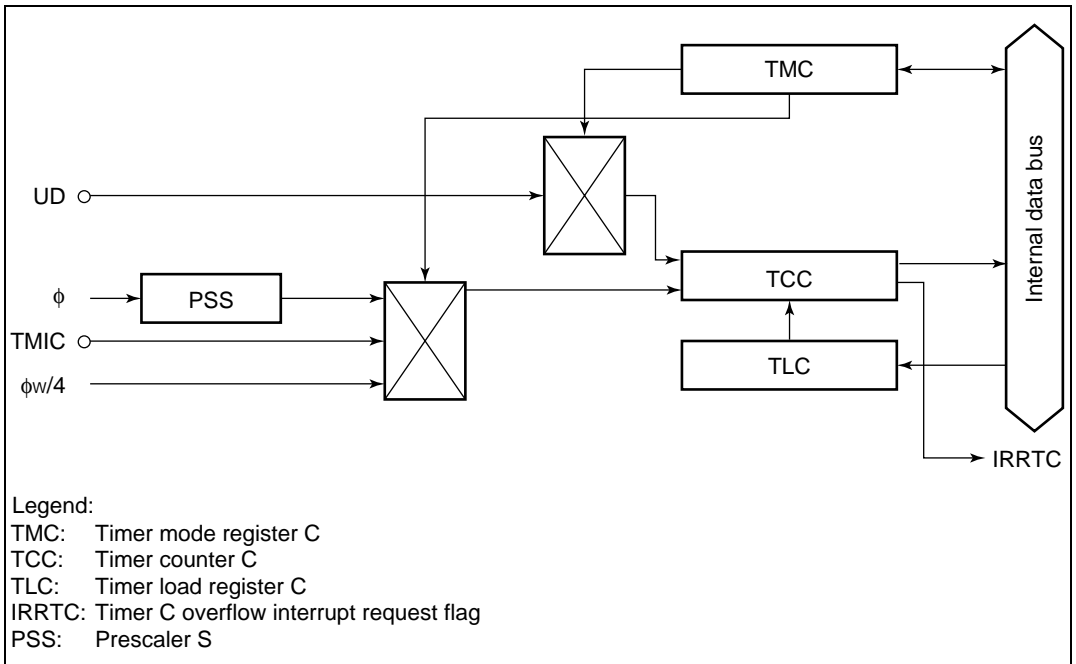 TMC
UD
TCC
Internal data bus
ϕ
PSS
TMIC
TLC
ϕw/4
IRRTC
Legend:
TMC: Timer mode register C
TCC: Timer counter C
TLC: Timer load register C
IRRTC: Timer C overflow interrupt request flag
PSS: Prescaler S